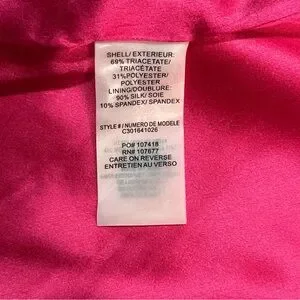 SHELL/ EXTERIEUR:
69% TRIACETATE/
TRIACÉTATE
31%POLYESTER/
POLYESTER
LINING/DOUBLURE:
90% SILK/ SOIE
10% SPANDEX/ SPANDEX
STYLE # / NUMERO DE MODELE
C301641026
PO# 107418
RN# 107677
CARE ON REVERSE
ENTRETIEN AU VERSO